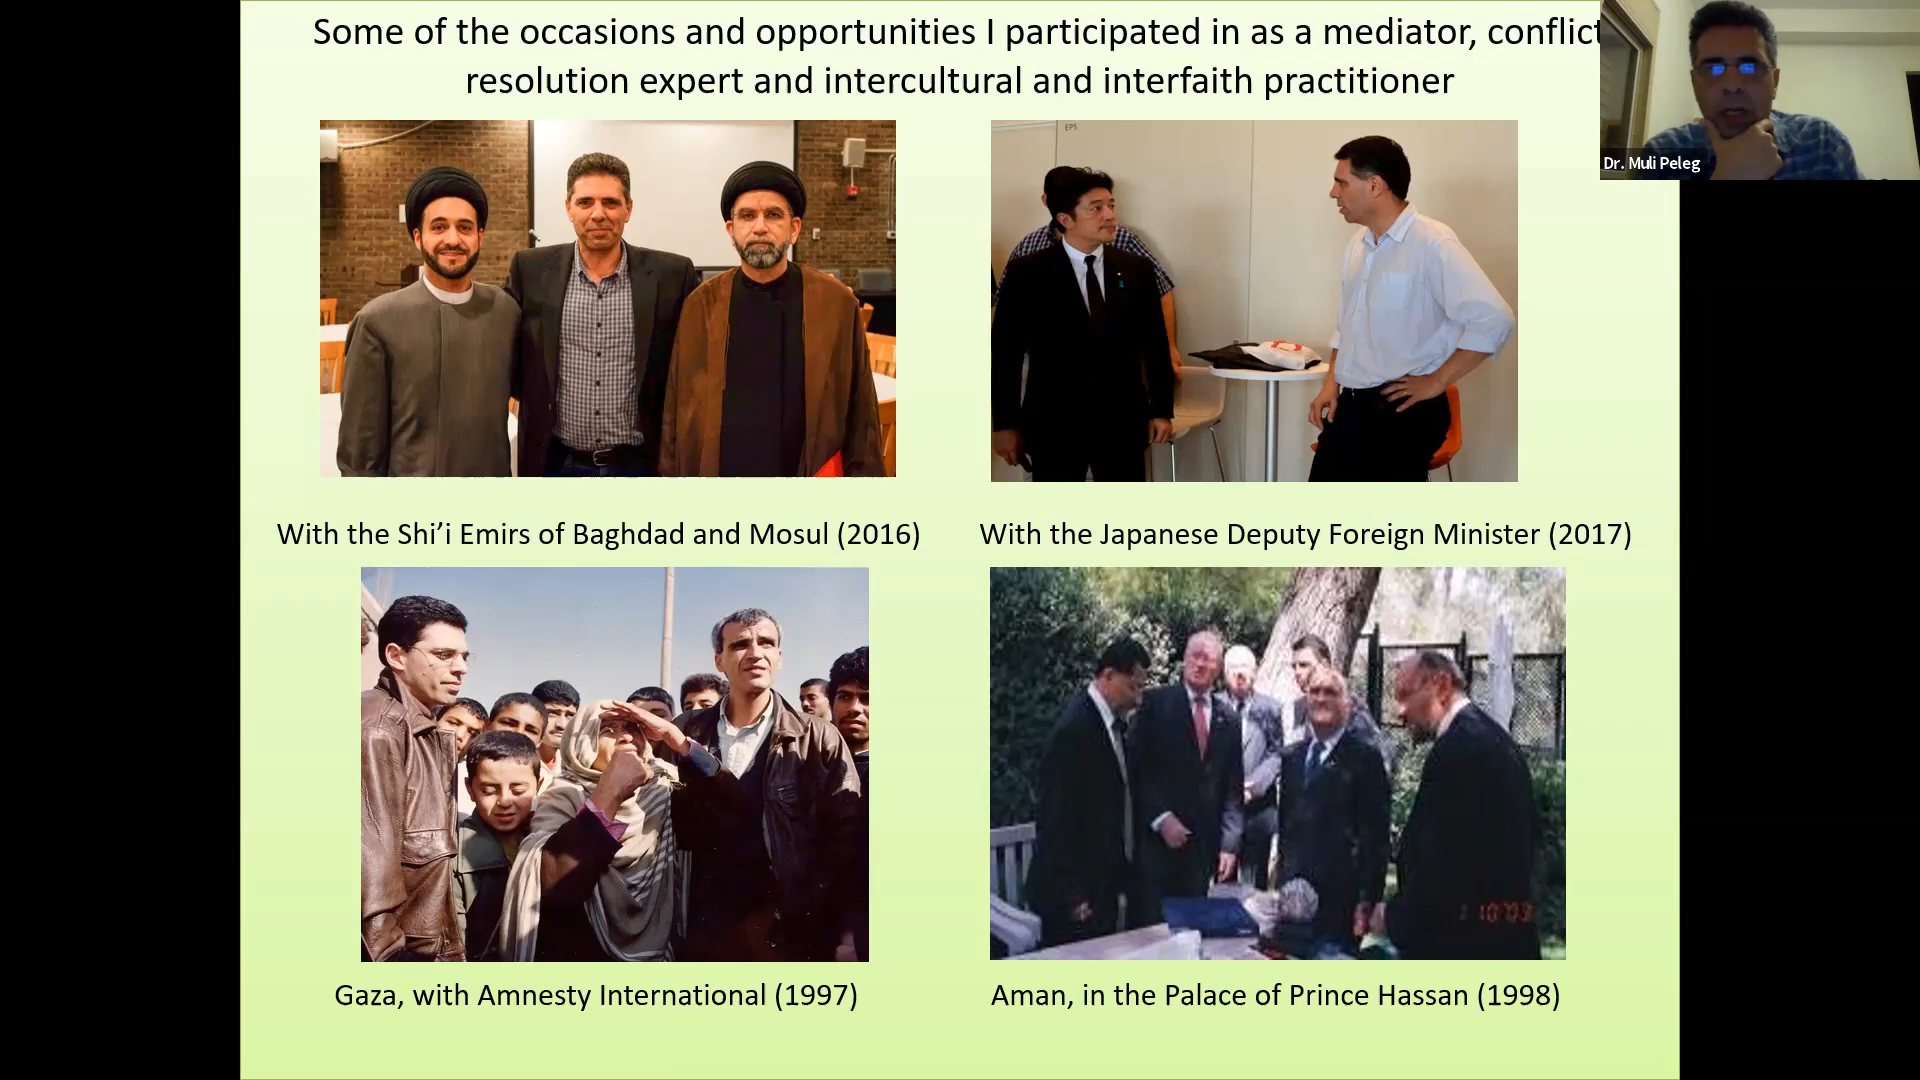 Some of the occasions and opportunities I participated in as a mediator, conflict
resolution expert and intercultural and interfaith practitioner
Dr. Muli Peleg
EPS
With the Shi’i Emirs of Baghdad and Mosul (2016)
With the Japanese Deputy Foreign Minister (2017)
Gaza, with Amnesty International (1997)
Aman, in the Palace of Prince Hassan (1998)